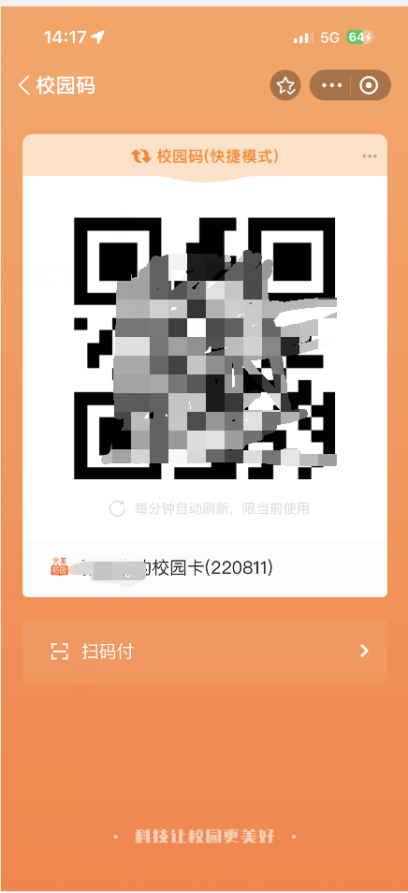 14:17 5G 64
校园码
校园码(快捷模式)
每分钟自动刷新，限当前使用
校园卡(220811)
扫码付
· 科技让校园更美好 ·